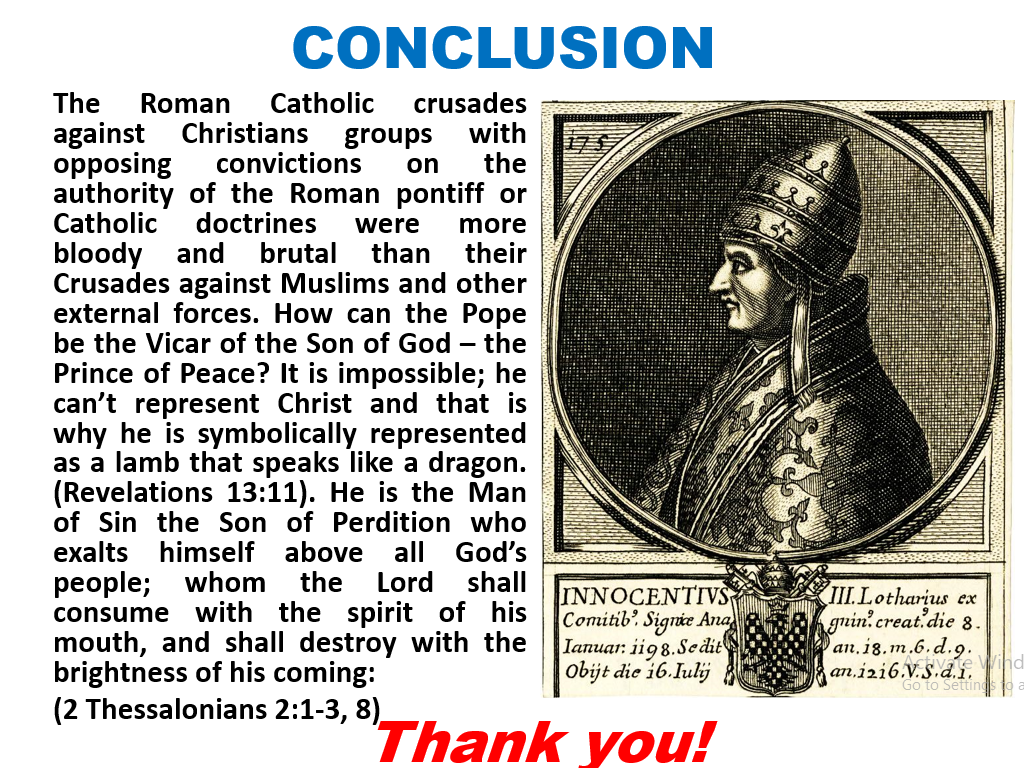 CONCLUSION
The Roman Catholic crusades
against Christians groups with
opposing convictions on the
authority of the Roman pontiff or
Catholic doctrines were more
bloody and brutal than their
Crusades against Muslims and other
external forces. How can the Pope
be the Vicar of the Son of God – the
Prince of Peace? It is impossible; he
can’t represent Christ and that is
why he is symbolically represented
as a lamb that speaks like a dragon.
(Revelations 13:11). He is the Man
of Sin the Son of Perdition who
exalts himself above all God’s
people; whom the Lord shall
consume with the spirit of his
mouth, and shall destroy with the
brightness of his coming:
(2 Thessalonians 2:1-3, 8)
Thank you!
175
INNOCENTIVS III. Lotharius ex
Comitib⁹. Signiæ Ana gnin⁹. creat⁹. die 8.
Ianuar. 1198. Sedit an. 18. m. 6. d. 9.
Obijt die 16. Iulij an. 1216. V. S. d. 1.
Activate Wind
Go to Settings to a